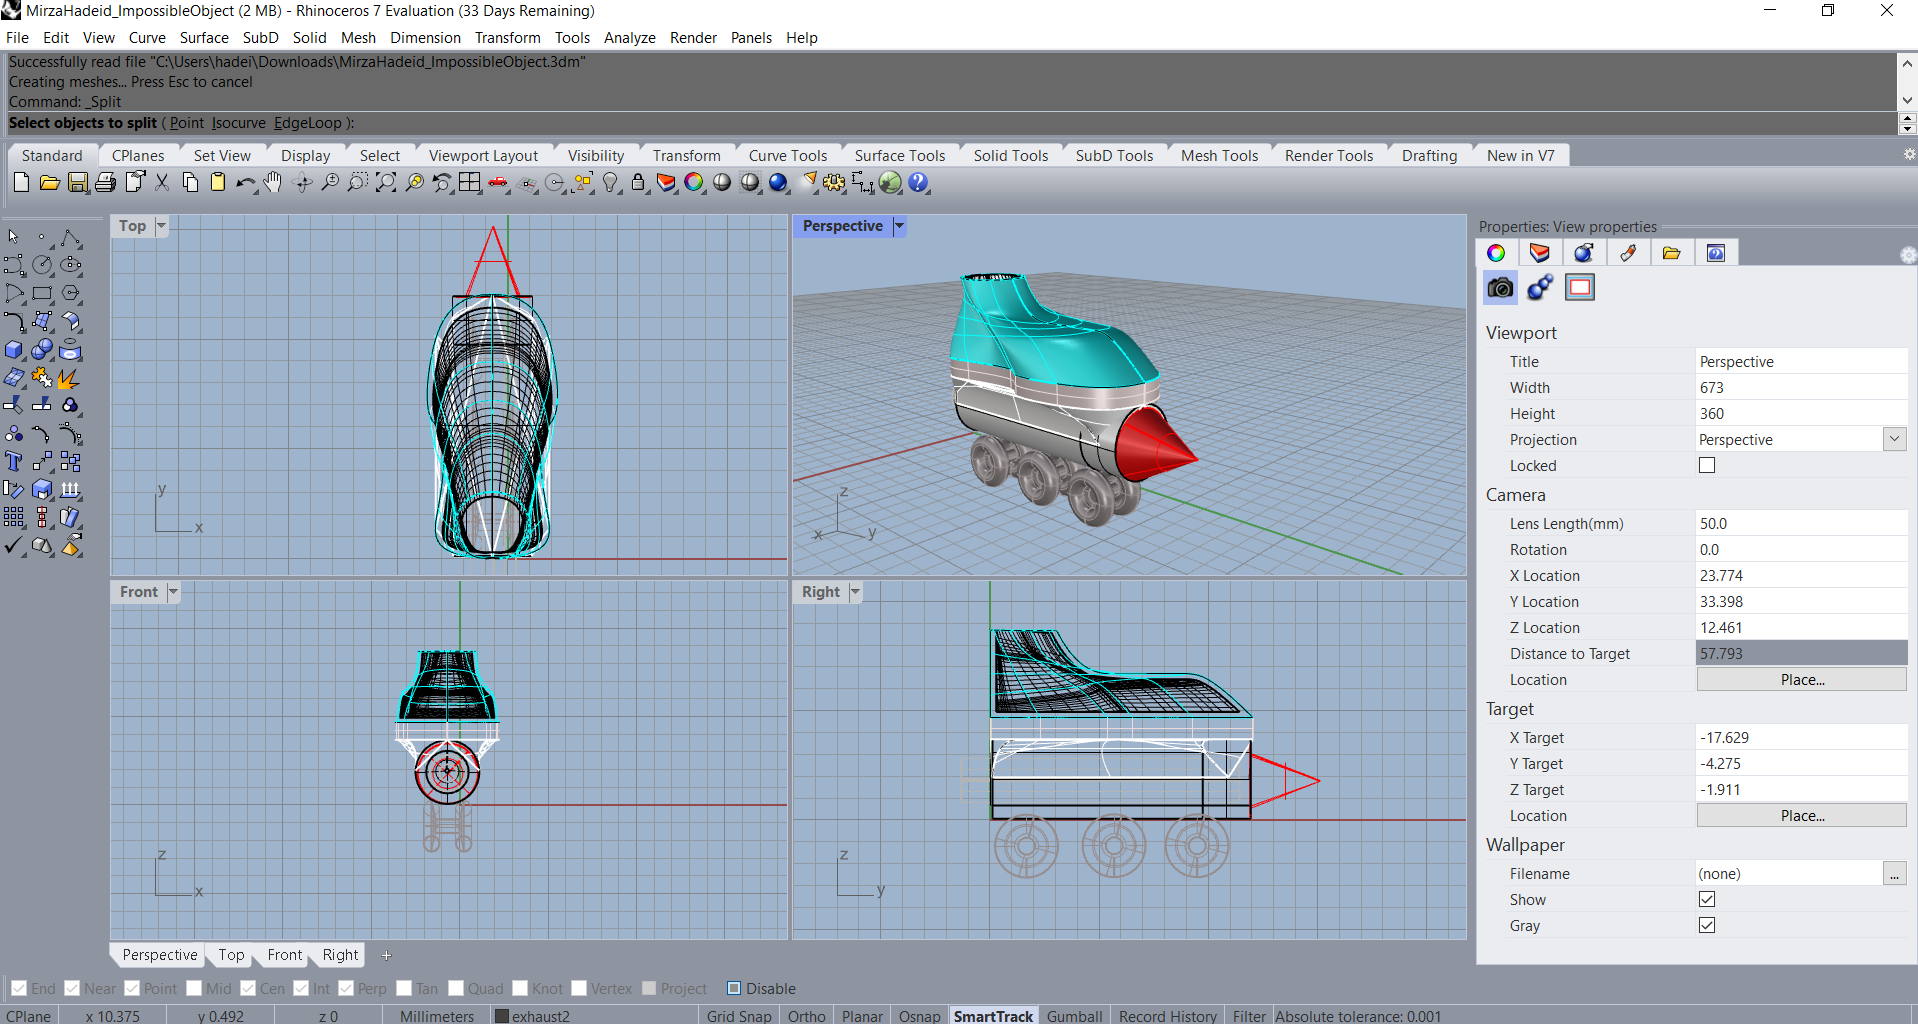 MirzaHadeid_ImpossibleObject (2 MB) - Rhinoceros 7 Evaluation (33 Days Remaining)
File Edit View Curve Surface SubD Solid Mesh Dimension Transform Tools Analyze Render Panels Help
Successfully read file "C:\Users\hadei\Downloads\MirzaHadeid_ImpossibleObject.3dm"
Creating meshes... Press Esc to cancel
Command: _Split
Select objects to split ( Point Isocurve EdgeLoop ):
Standard CPlanes Set View Display Select Viewport Layout Visibility Transform Curve Tools Surface Tools Solid Tools SubD Tools Mesh Tools Render Tools Drafting New in V7
Top
y
x
Perspective
z
x
y
Front
z
x
Right
z
y
Properties: View properties
Viewport
Title Perspective
Width 673
Height 360
Projection Perspective
Locked
Camera
Lens Length(mm) 50.0
Rotation 0.0
X Location 23.774
Y Location 33.398
Z Location 12.461
Distance to Target 57.793
Location Place...
Target
X Target -17.629
Y Target -4.275
Z Target -1.911
Location Place...
Wallpaper
Filename (none) ...
Show
Gray
Perspective Top Front Right +
End Near Point Mid Cen Int Perp Tan Quad Knot Vertex Project Disable
CPlane x 10.375 y 0.492 z 0 Millimeters exhaust2 Grid Snap Ortho Planar Osnap SmartTrack Gumball Record History Filter Absolute tolerance: 0.001